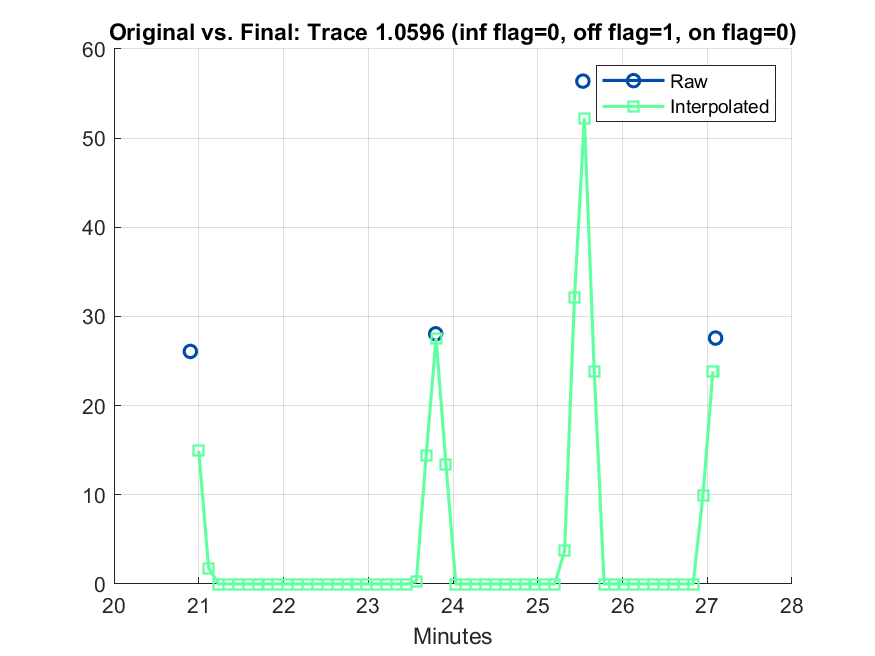 Original vs. Final: Trace 1.0596 (inf flag=0, off flag=1, on flag=0)
60
50
40
30
20
10
0
Raw
Interpolated
20 21 22 23 24 25 26 27 28
Minutes